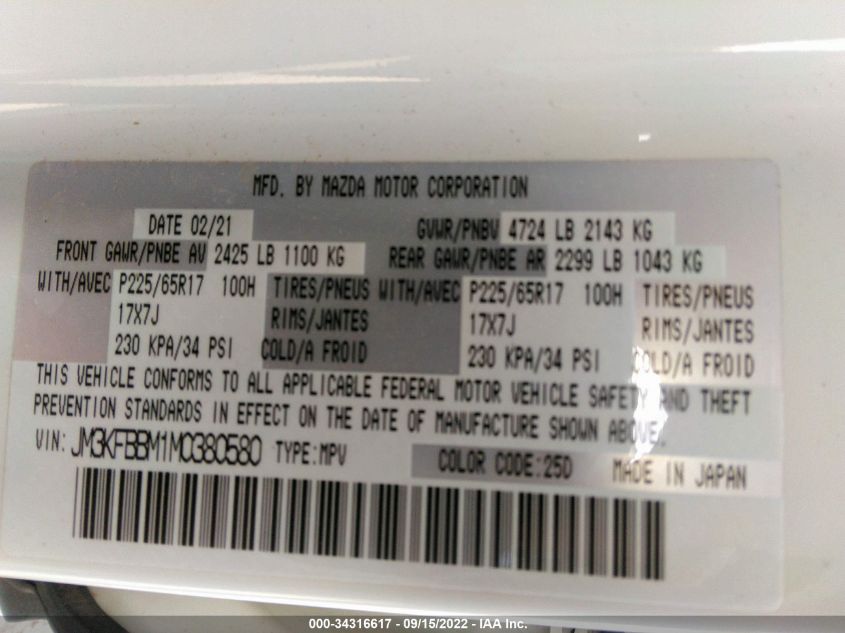 MFD. BY MAZDA MOTOR CORPORATION
DATE 02/21 GVWR/PNBV 4724 LB 2143 KG
FRONT GAWR/PNBE AV 2425 LB 1100 KG REAR GAWR/PNBE AR 2299 LB 1043 KG
WITH/AVEC P225/65R17 100H TIRES/PNEUS WITH/AVEC P225/65R17 100H TIRES/PNEUS
17X7J RIMS/JANTES 17X7J RIMS/JANTES
230 KPA/34 PSI COLD/A FROID 230 KPA/34 PSI COLD/A FROID
THIS VEHICLE CONFORMS TO ALL APPLICABLE FEDERAL MOTOR VEHICLE SAFETY AND THEFT
PREVENTION STANDARDS IN EFFECT ON THE DATE OF MANUFACTURE SHOWN ABOVE.
VIN: JM3KFBBM1M0380580 TYPE:MPV COLOR CODE:25D MADE IN JAPAN
000-34316617 - 09/15/2022 - IAA Inc.